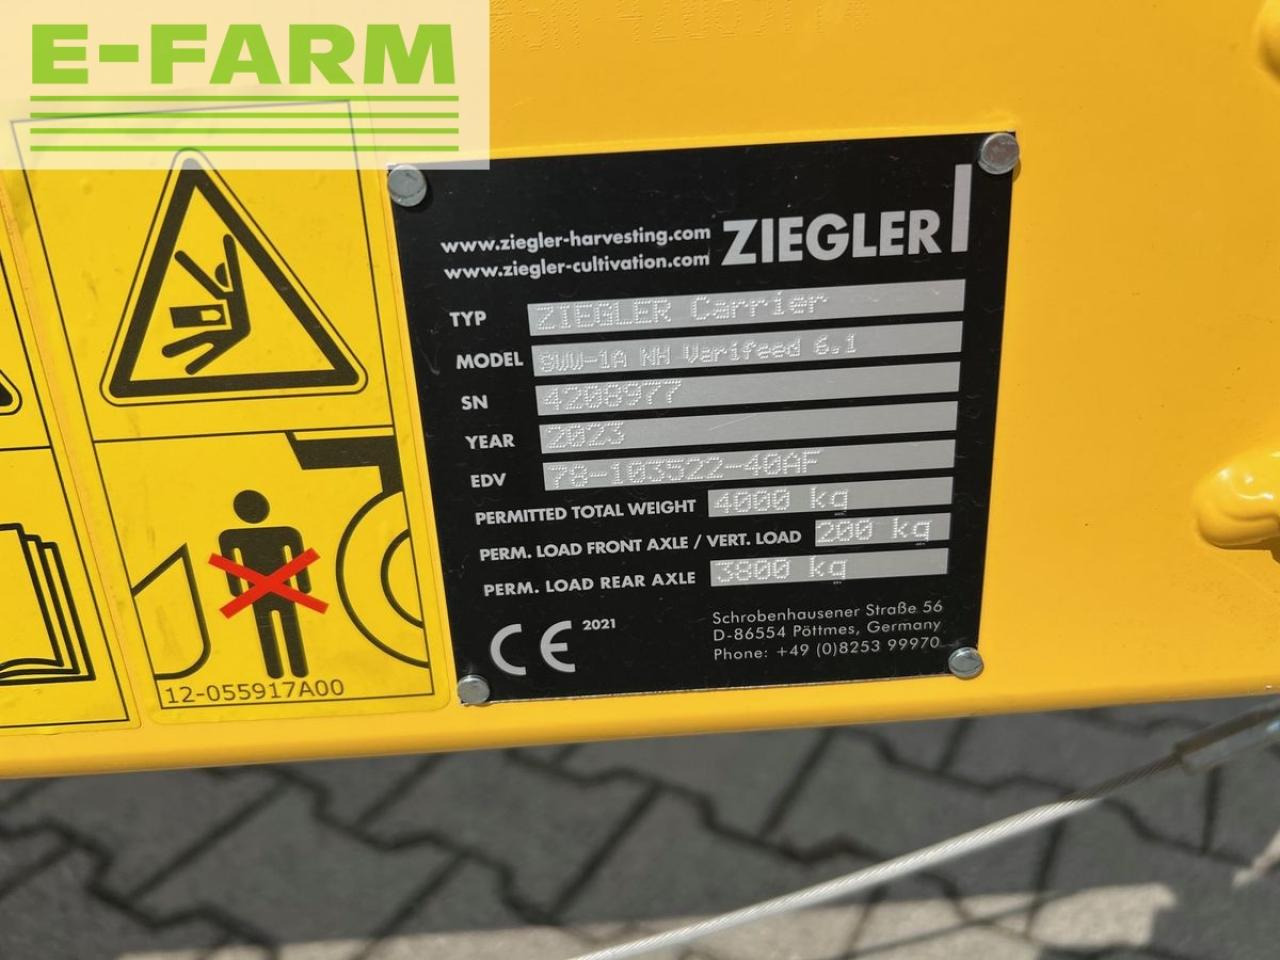 E-FARM
www.ziegler-harvesting.com
www.ziegler-cultivation.com
ZIEGLER
TYP ZIEGLER Carrier
MODEL SWW-1A NH Varifeed 6.1
SN 4208977
YEAR 2023
EDV 78-103522-40AF
PERMITTED TOTAL WEIGHT 4000 kg
PERM. LOAD FRONT AXLE / VERT. LOAD 200 kg
PERM. LOAD REAR AXLE 3800 kg
CE 2021
Schrobenhausener Straße 56
D-86554 Pöttmes, Germany
Phone: +49 (0)8253 99970
12-055917A00